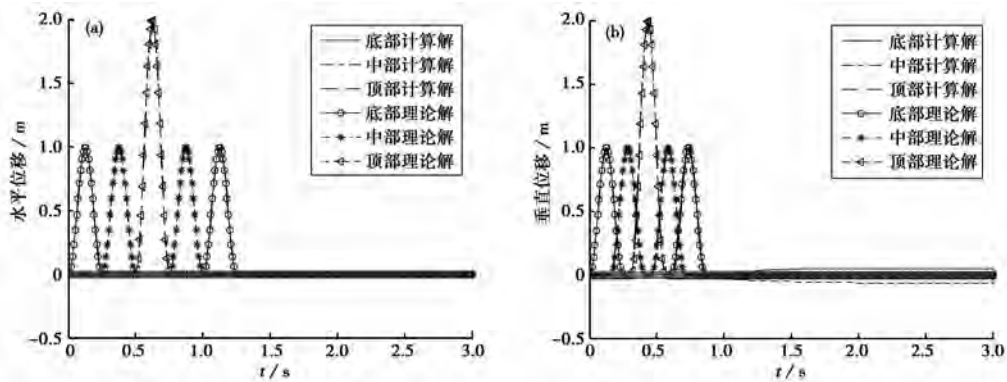 (a)
水平位移 / m
2.0
1.5
1.0
0.5
0
-0.5
底部计算解
中部计算解
顶部计算解
底部理论解
中部理论解
顶部理论解
0 0.5 1.0 1.5 2.0 2.5 3.0
t / s
(b)
垂直位移 / m
2.0
1.5
1.0
0.5
0
-0.5
底部计算解
中部计算解
顶部计算解
底部理论解
中部理论解
顶部理论解
0 0.5 1.0 1.5 2.0 2.5 3.0
t / s